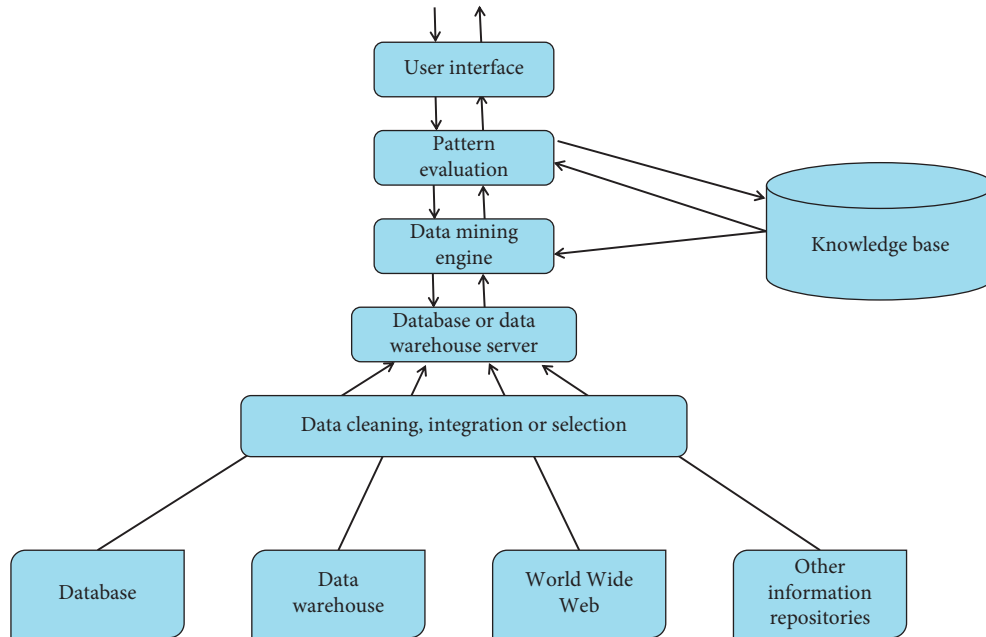 User interface
Pattern
evaluation
Data mining
engine
Knowledge base
Database or data
warehouse server
Data cleaning, integration or selection
Database
Data
warehouse
World Wide
Web
Other
information
repositories